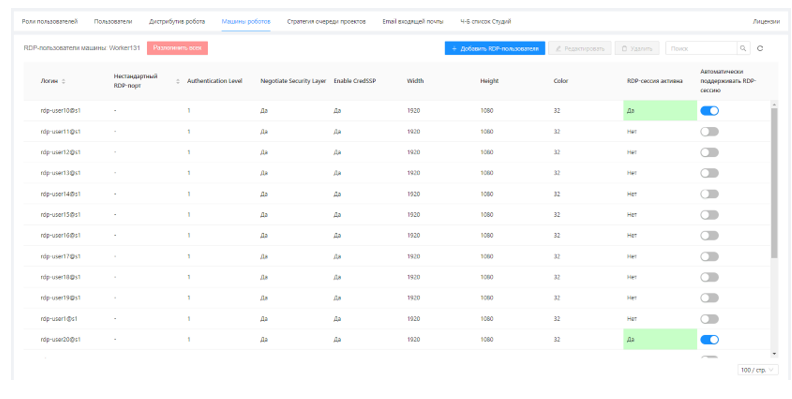 Роли пользователей Пользователи Дистрибутив робота Машины роботов Стратегия очереди проектов Email входящей почты Ч-Б список Студий Лицензии
RDP-пользователи машины Worker131 Разлогинить всех + Добавить RDP-пользователя Редактировать Удалить Поиск
Логин Нестандартный RDP-порт Authentication Level Negotiate Security Layer Enable CredSSP Width Height Color RDP-сессия активна Автоматически поддерживать RDP-сессию
rdp-user10@s1 - 1 Да Да 1920 1080 32 Да
rdp-user11@s1 - 1 Да Да 1920 1080 32 Нет
rdp-user12@s1 - 1 Да Да 1920 1080 32 Нет
rdp-user13@s1 - 1 Да Да 1920 1080 32 Нет
rdp-user14@s1 - 1 Да Да 1920 1080 32 Нет
rdp-user15@s1 - 1 Да Да 1920 1080 32 Нет
rdp-user16@s1 - 1 Да Да 1920 1080 32 Нет
rdp-user17@s1 - 1 Да Да 1920 1080 32 Нет
rdp-user18@s1 - 1 Да Да 1920 1080 32 Нет
rdp-user19@s1 - 1 Да Да 1920 1080 32 Нет
rdp-user1@s1 - 1 Да Да 1920 1080 32 Нет
rdp-user20@s1 - 1 Да Да 1920 1080 32 Да
100 / стр.